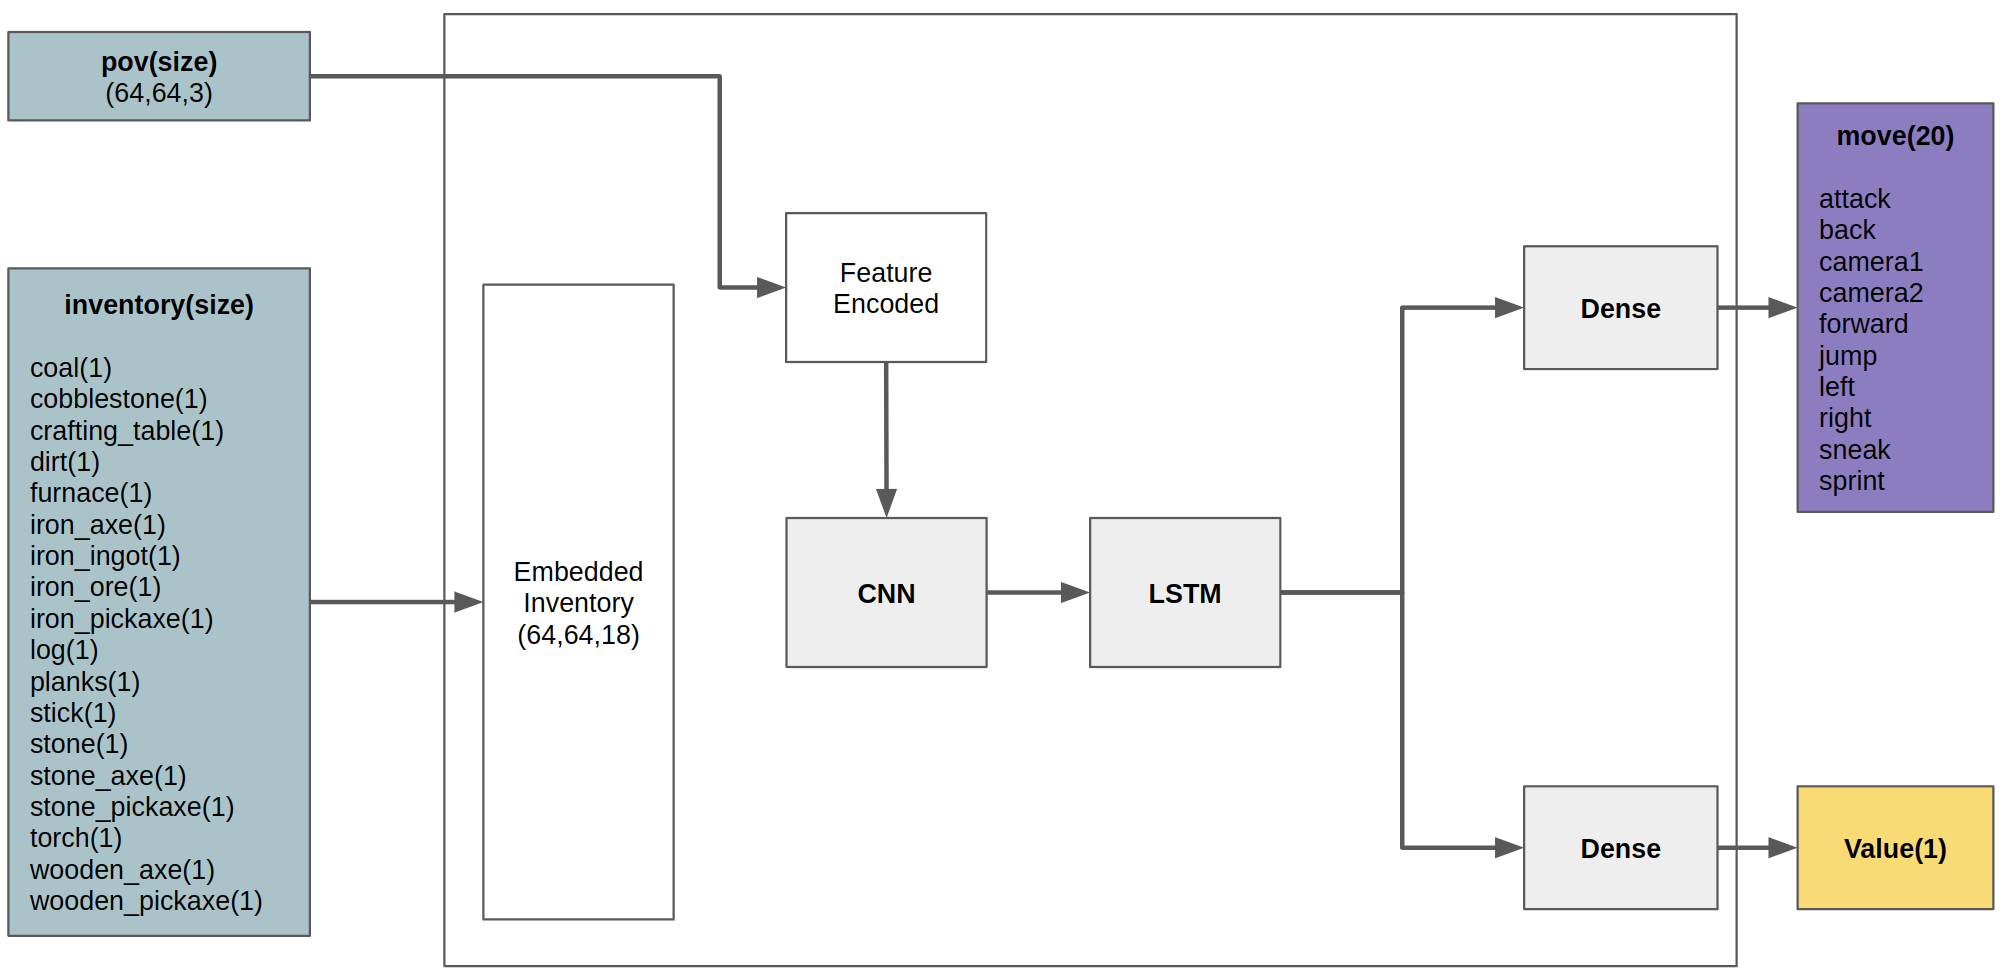 pov(size)
(64,64,3)
inventory(size)
coal(1)
cobblestone(1)
crafting_table(1)
dirt(1)
furnace(1)
iron_axe(1)
iron_ingot(1)
iron_ore(1)
iron_pickaxe(1)
log(1)
planks(1)
stick(1)
stone(1)
stone_axe(1)
stone_pickaxe(1)
torch(1)
wooden_axe(1)
wooden_pickaxe(1)
Embedded
Inventory
(64,64,18)
Feature
Encoded
CNN
LSTM
Dense
Dense
move(20)
attack
back
camera1
camera2
forward
jump
left
right
sneak
sprint
Value(1)